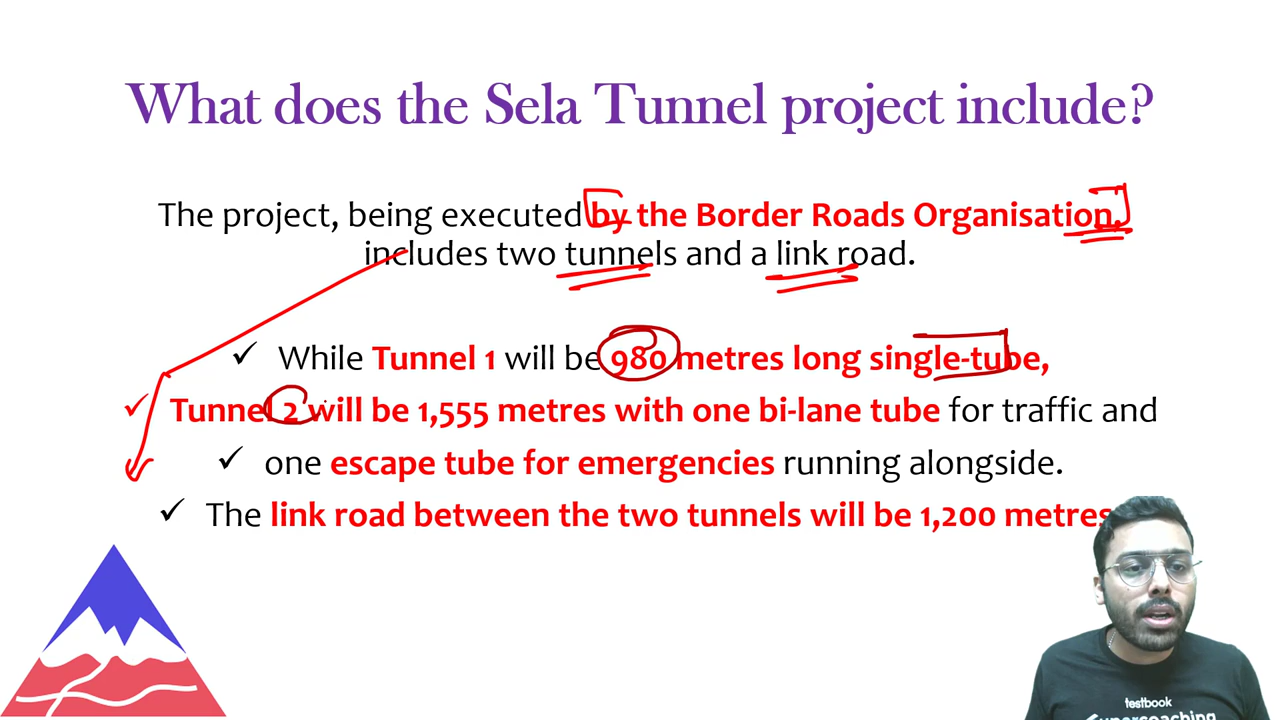 What does the Sela Tunnel project include?
The project, being executed by the Border Roads Organisation,
includes two tunnels and a link road.
✓ While Tunnel 1 will be 980 metres long single-tube,
✓ Tunnel 2 will be 1,555 metres with one bi-lane tube for traffic and
✓ one escape tube for emergencies running alongside.
✓ The link road between the two tunnels will be 1,200 metres
testbook